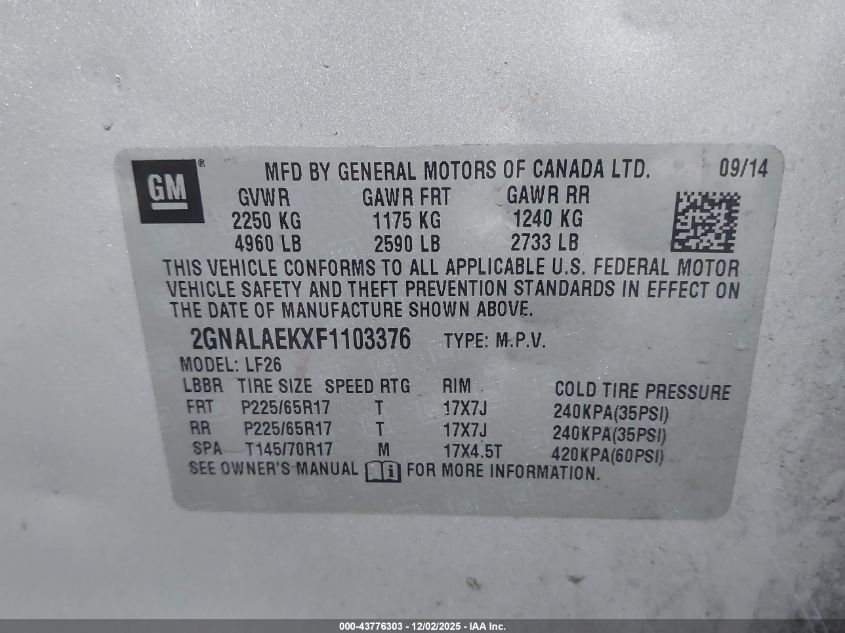 GM ® MFD BY GENERAL MOTORS OF CANADA LTD. 09/14
GVWR GAWR FRT GAWR RR
2250 KG 1175 KG 1240 KG
4960 LB 2590 LB 2733 LB
THIS VEHICLE CONFORMS TO ALL APPLICABLE U.S. FEDERAL MOTOR
VEHICLE SAFETY AND THEFT PREVENTION STANDARDS IN EFFECT ON
THE DATE OF MANUFACTURE SHOWN ABOVE.
2GNALAEKXF1103376 TYPE: M.P.V.
MODEL: LF26
LBBR TIRE SIZE SPEED RTG RIM COLD TIRE PRESSURE
FRT P225/65R17 T 17X7J 240KPA(35PSI)
RR P225/65R17 T 17X7J 240KPA(35PSI)
SPA T145/70R17 M 17X4.5T 420KPA(60PSI)
SEE OWNER'S MANUAL i FOR MORE INFORMATION.
000-43776303 - 12/02/2025 - IAA Inc.